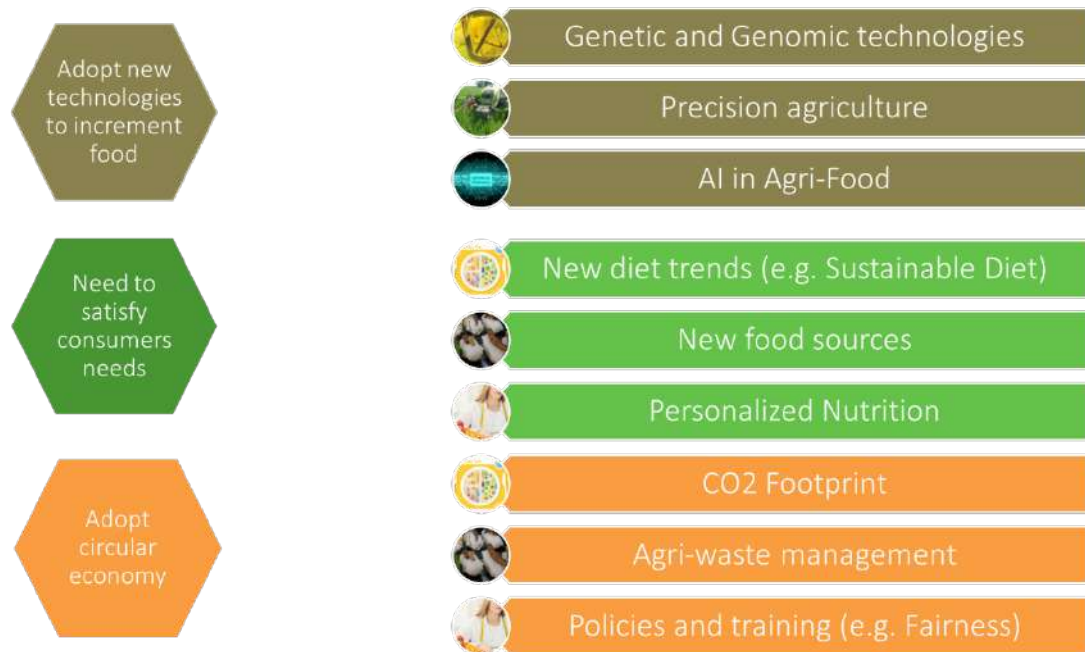 Adopt new
technologies
to increment
food
Genetic and Genomic technologies
Precision agriculture
AI in Agri-Food
Need to
satisfy
consumers
needs
New diet trends (e.g. Sustainable Diet)
New food sources
Personalized Nutrition
Adopt
circular
economy
CO2 Footprint
Agri-waste management
Policies and training (e.g. Fairness)